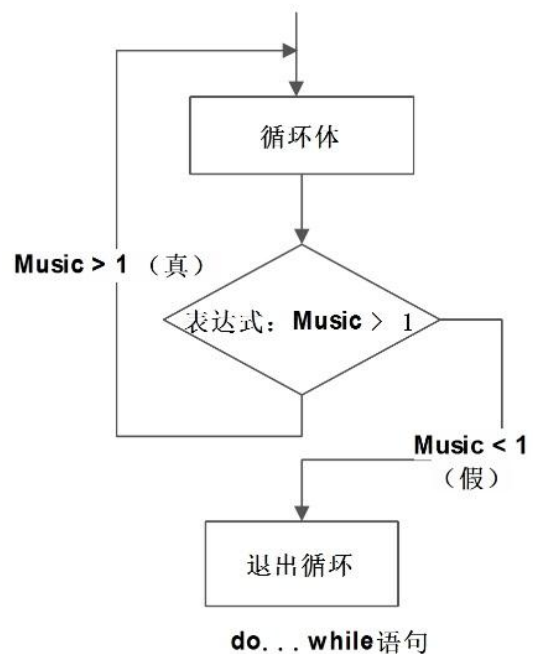 循环体
Music > 1 （真）
表达式：Music > 1
Music < 1
（假）
退出循环
do...while语句